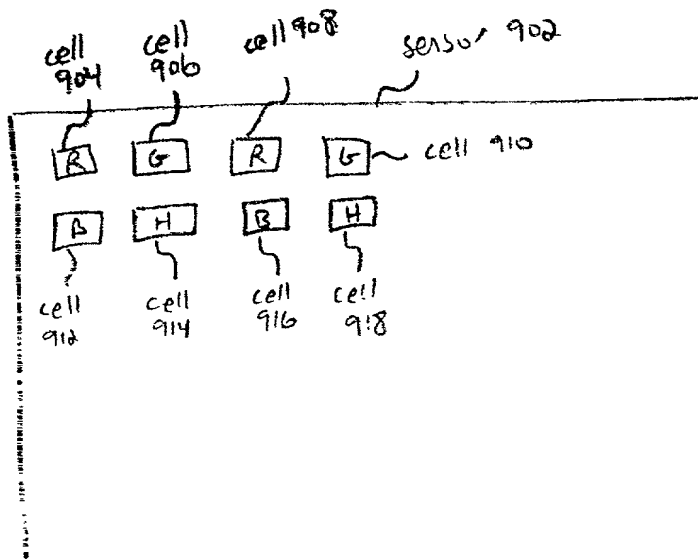 cell 904
cell 906
cell 908
sensor 902
R G R G
cell 910
B H B H
cell 912
cell 914
cell 916
cell 918